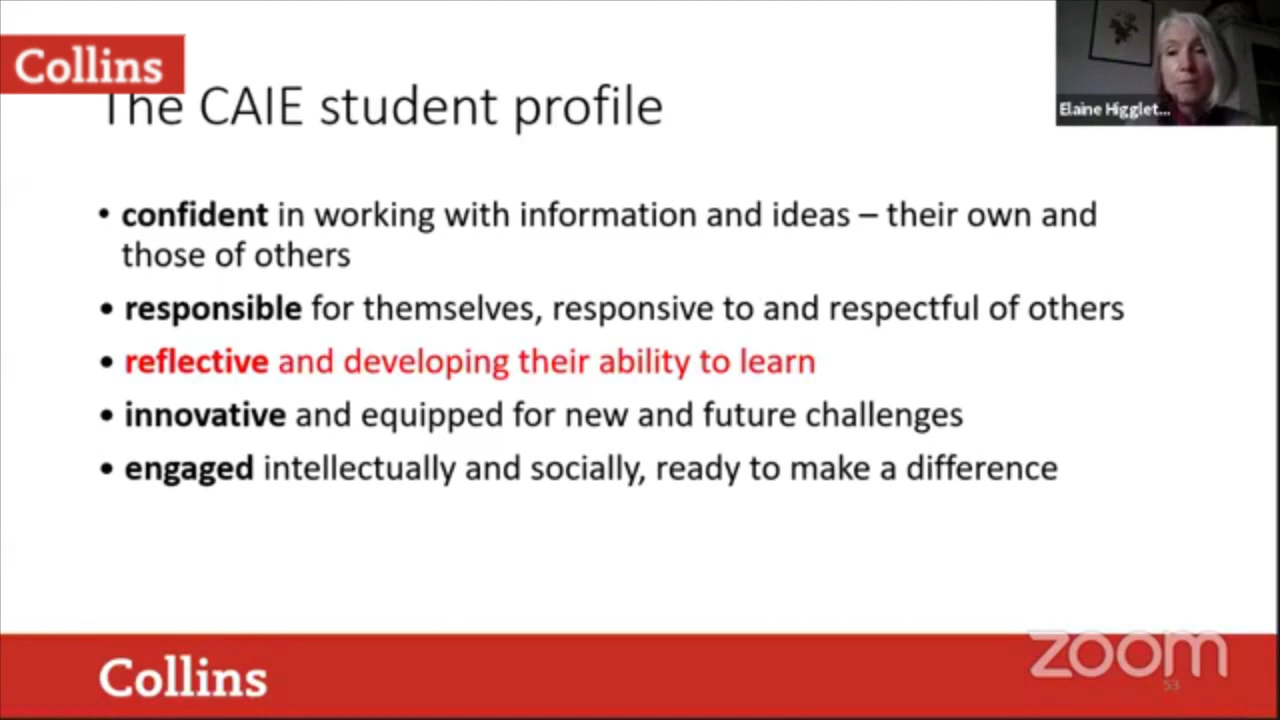 Collins
The CAIE student profile
Elaine Higglet...
• confident in working with information and ideas – their own and
those of others
• responsible for themselves, responsive to and respectful of others
• reflective and developing their ability to learn
• innovative and equipped for new and future challenges
• engaged intellectually and socially, ready to make a difference
Collins
zoom
53